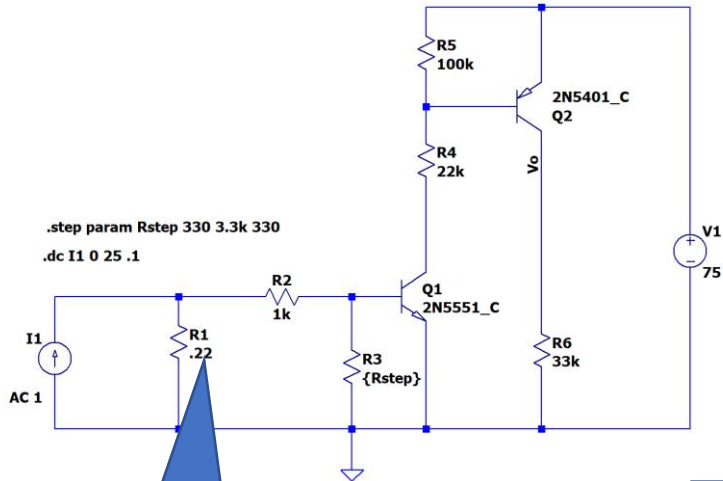 R5
100k
2N5401_C
Q2
R4
22k
Vo
.step param Rstep 330 3.3k 330
.dc I1 0 25 .1
V1
75
R2
1k
Q1
2N5551_C
I1
R1
.22
R3
{Rstep}
R6
33k
AC 1